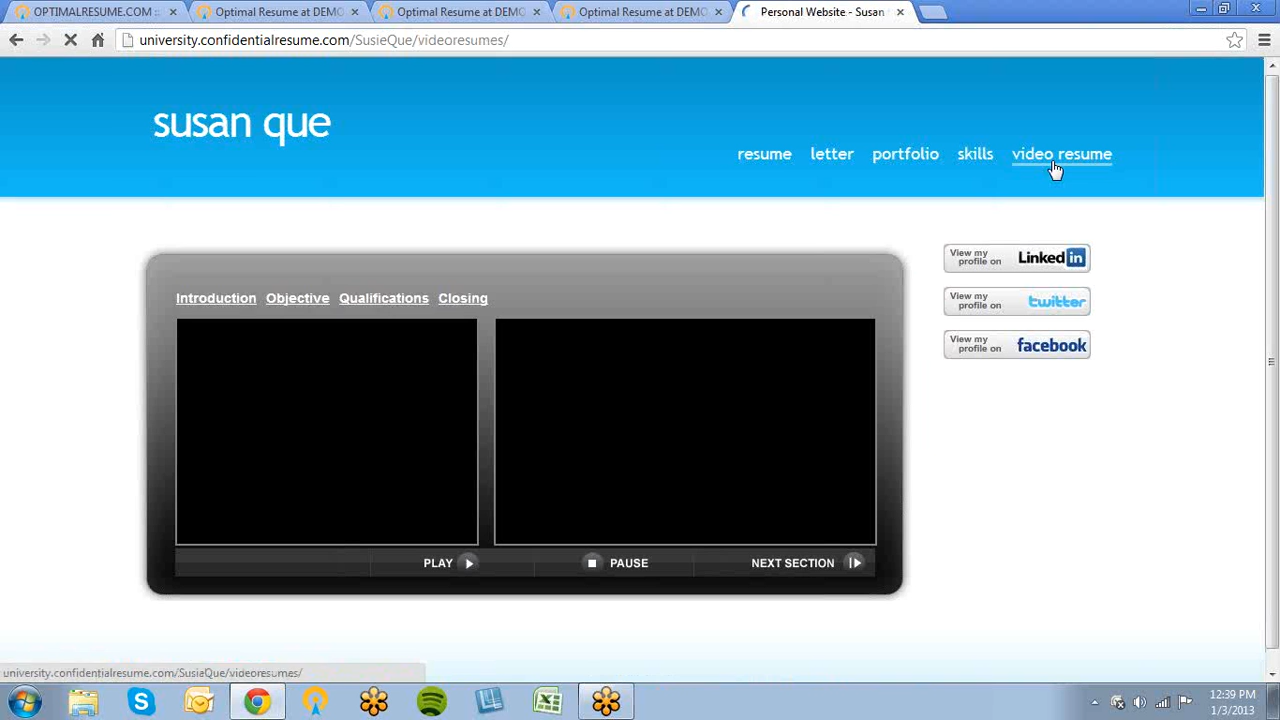 OPTIMALRESUME.COM ::
Optimal Resume at DEMO
Optimal Resume at DEMO
Optimal Resume at DEMO
Personal Website - Susan
university.confidentialresume.com/SusieQue/videoresumes/
susan que
resume letter portfolio skills video resume
View my profile on LinkedIn
View my profile on twitter
View my profile on facebook
Introduction Objective Qualifications Closing
PLAY PAUSE NEXT SECTION
university.confidentialresume.com/SusiaQue/videoresumes/
12:39 PM
1/3/2013